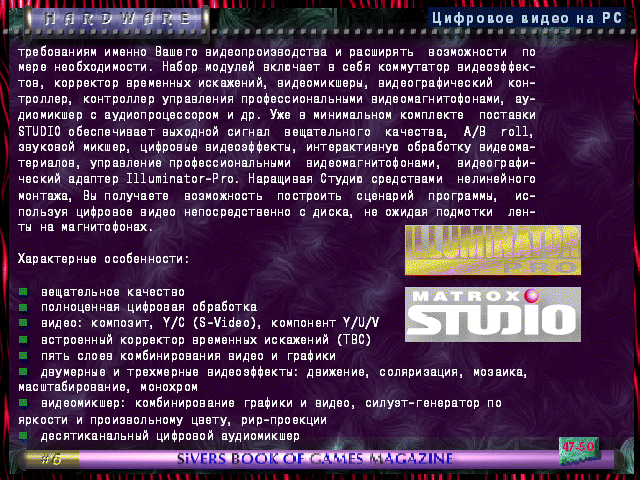 HARDWARE
Цифровое видео на PC
требованиям именно Вашего видеопроизводства и расширять возможности по
мере необходимости. Набор модулей включает в себя коммутатор видеоэффек-
тов, корректор временных искажений, видеомикшеры, видеографический кон-
троллер, контроллер управления профессиональными видеомагнитофонами, ау-
диомикшер с аудиопроцессором и др. Уже в минимальном комплекте поставки
STUDIO обеспечивает выходной сигнал вещательного качества, A/B roll,
звуковой микшер, цифровые видеоэффекты, интерактивную обработку видеома-
териалов, управление профессиональными видеомагнитофонами, видеографи-
ческий адаптер Illuminator-Pro. Наращивая Студию средствами нелинейного
монтажа, Вы получаете возможность построить сценарий программы, ис-
пользуя цифровое видео непосредственно с диска, не ожидая подмотки лен-
ты на магнитофонах.
ILLUMINATOR
PRO
Характерные особенности:
MATROX
STUDIO
вещательное качество
полноценная цифровая обработка
видео: композит, Y/C (S-Video), компонент Y/U/V
встроенный корректор временных искажений (TBC)
пять слоев комбинирования видео и графики
двумерные и трехмерные видеоэффекты: движение, соляризация, мозаика,
масштабирование, монохром
видеомикшер: комбинирование графики и видео, силуэт-генератор по
яркости и произвольному цвету, рир-проекции
десятиканальный цифровой аудиомикшер
47-50
#6
SIVERS BOOK OF GAMES MAGAZINE